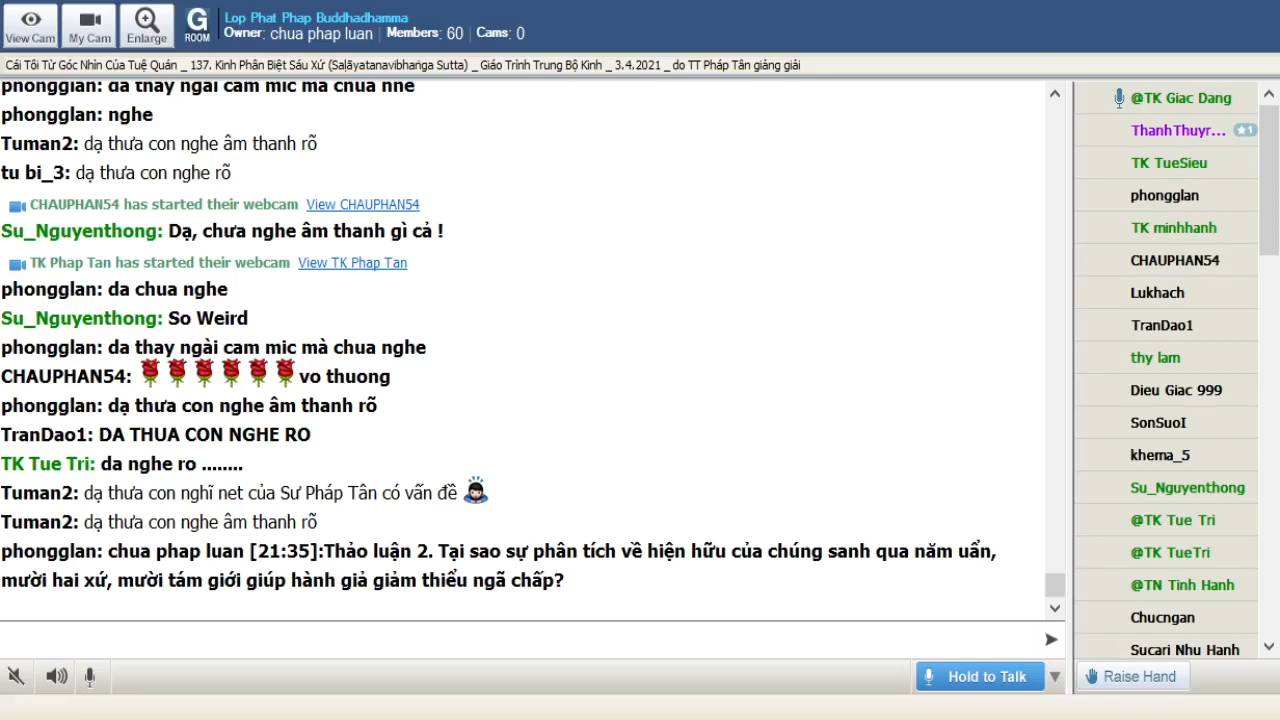 View Cam
My Cam
Enlarge
G
ROOM
Lop Phat Phap Buddhadhamma
Owner: chua phap luan | Members: 60 | Cams: 0
Cái Tôi Từ Góc Nhìn Của Tuệ Quán _ 137. Kinh Phân Biệt Sáu Xứ (Saḷāyatanavibhaṅga Sutta) _ Giáo Trình Trung Bộ Kinh _ 3.4.2021 _ do TT Pháp Tân giảng giải
phongglan: da thay ngai cam mic ma chua nhe
phongglan: nghe
Tuman2: dạ thưa con nghe âm thanh rõ
tu bi_3: dạ thưa con nghe rõ
CHAUPHAN54 has started their webcam View CHAUPHAN54
Su_Nguyenthong: Dạ, chưa nghe âm thanh gì cả !
TK Phap Tan has started their webcam View TK Phap Tan
phongglan: da chua nghe
Su_Nguyenthong: So Weird
phongglan: da thay ngài cam mic mà chua nghe
CHAUPHAN54: vo thuong
phongglan: dạ thưa con nghe âm thanh rõ
TranDao1: DA THUA CON NGHE RO
TK Tue Tri: da nghe ro ........
Tuman2: dạ thưa con nghĩ net của Sư Pháp Tân có vấn đề
Tuman2: dạ thưa con nghe âm thanh rõ
phongglan: chua phap luan [21:35]:Thảo luận 2. Tại sao sự phân tích về hiện hữu của chúng sanh qua năm uẩn,
mười hai xứ, mười tám giới giúp hành giả giảm thiểu ngã chấp?
@TK Giac Dang
ThanhThuyr... 1
TK TueSieu
phongglan
TK minhhanh
CHAUPHAN54
Lukhach
TranDao1
thy lam
Dieu Giac 999
SonSuoI
khema_5
Su_Nguyenthong
@TK Tue Tri
@TK TueTri
@TN Tinh Hanh
Chucngan
Sucari Nhu Hanh
Hold to Talk
Raise Hand